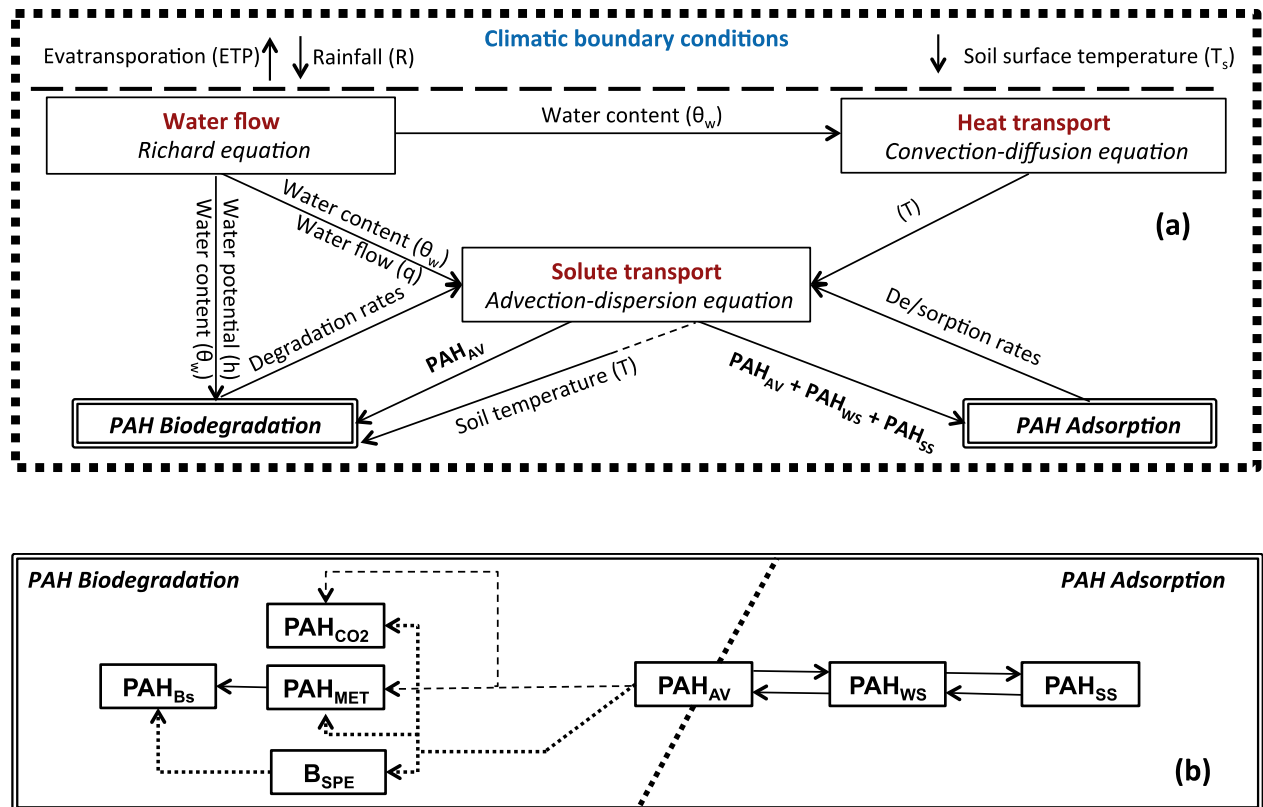 Climatic boundary conditions
Evatransporation (ETP)
Rainfall (R)
Soil surface temperature (Ts)
Water flow
Richard equation
Water content (θw)
Heat transport
Convection-diffusion equation
Water content (θw)
Water flow (q)
(T)
(a)
Water potential (h)
Water content (θw)
Solute transport
Advection-dispersion equation
Degradation rates
PAHAV
Soil temperature (T)
De/sorption rates
PAHAV + PAHWS + PAHSS
PAH Biodegradation
PAH Adsorption
PAH Biodegradation
PAH Adsorption
PAHCO2
PAHBs
PAHMET
PAHAV
PAHWS
PAHSS
BSPE
(b)